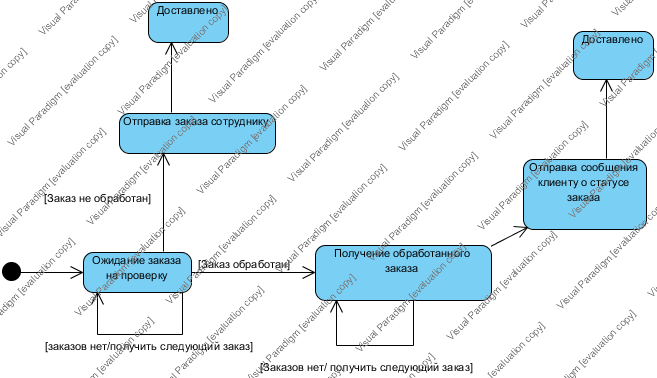 Доставлено
Доставлено
Отправка заказа сотруднику
Отправка сообщения
клиенту о статусе
заказа
[Заказ не обработан]
Ожидание заказа
на проверку
[Заказ обработан]
Получение обработанного
заказа
[заказов нет/получить следующий заказ]
[Заказов нет/ получить следующий заказ]
Visual Paradigm [evaluation copy]